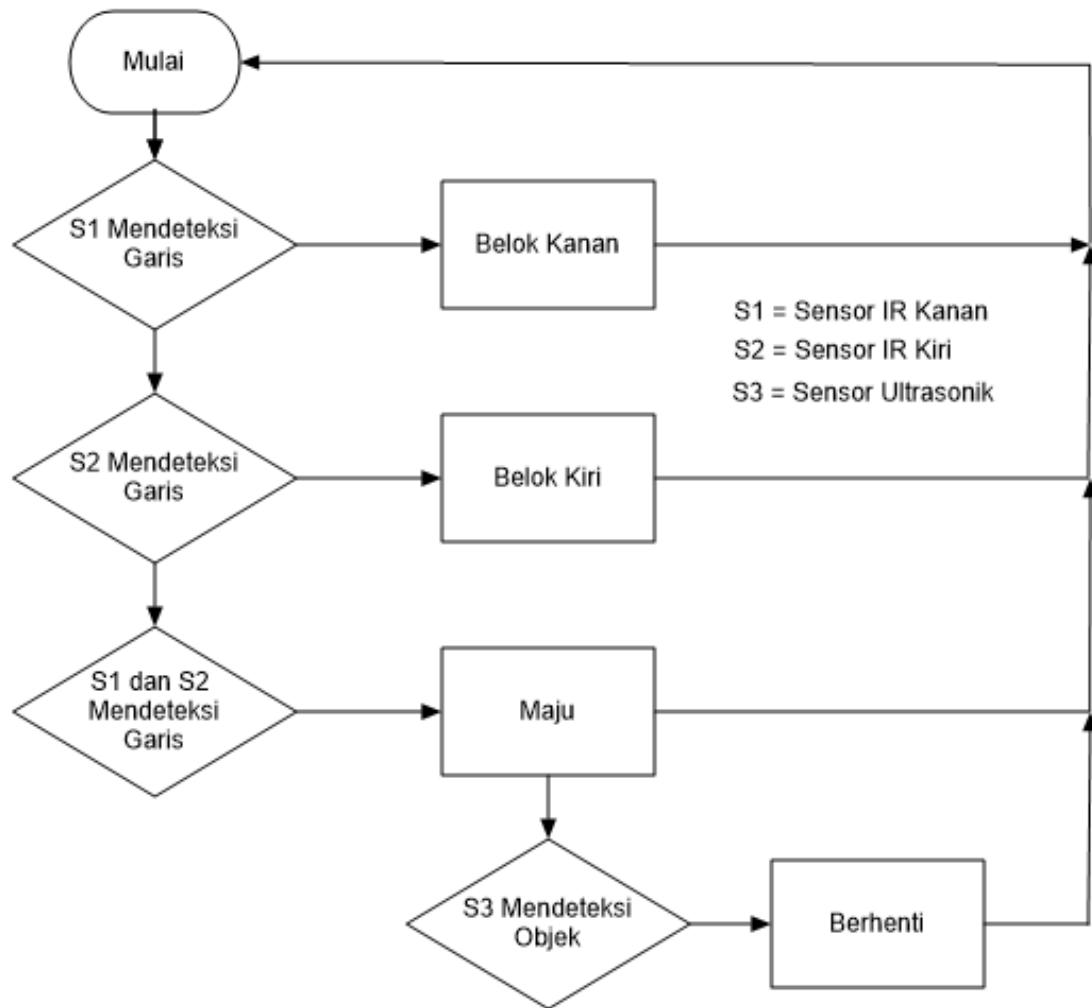 Mulai
S1 Mendeteksi
Garis
Belok Kanan
S1 = Sensor IR Kanan
S2 = Sensor IR Kiri
S3 = Sensor Ultrasonik
S2 Mendeteksi
Garis
Belok Kiri
S1 dan S2
Mendeteksi
Garis
Maju
S3 Mendeteksi
Objek
Berhenti